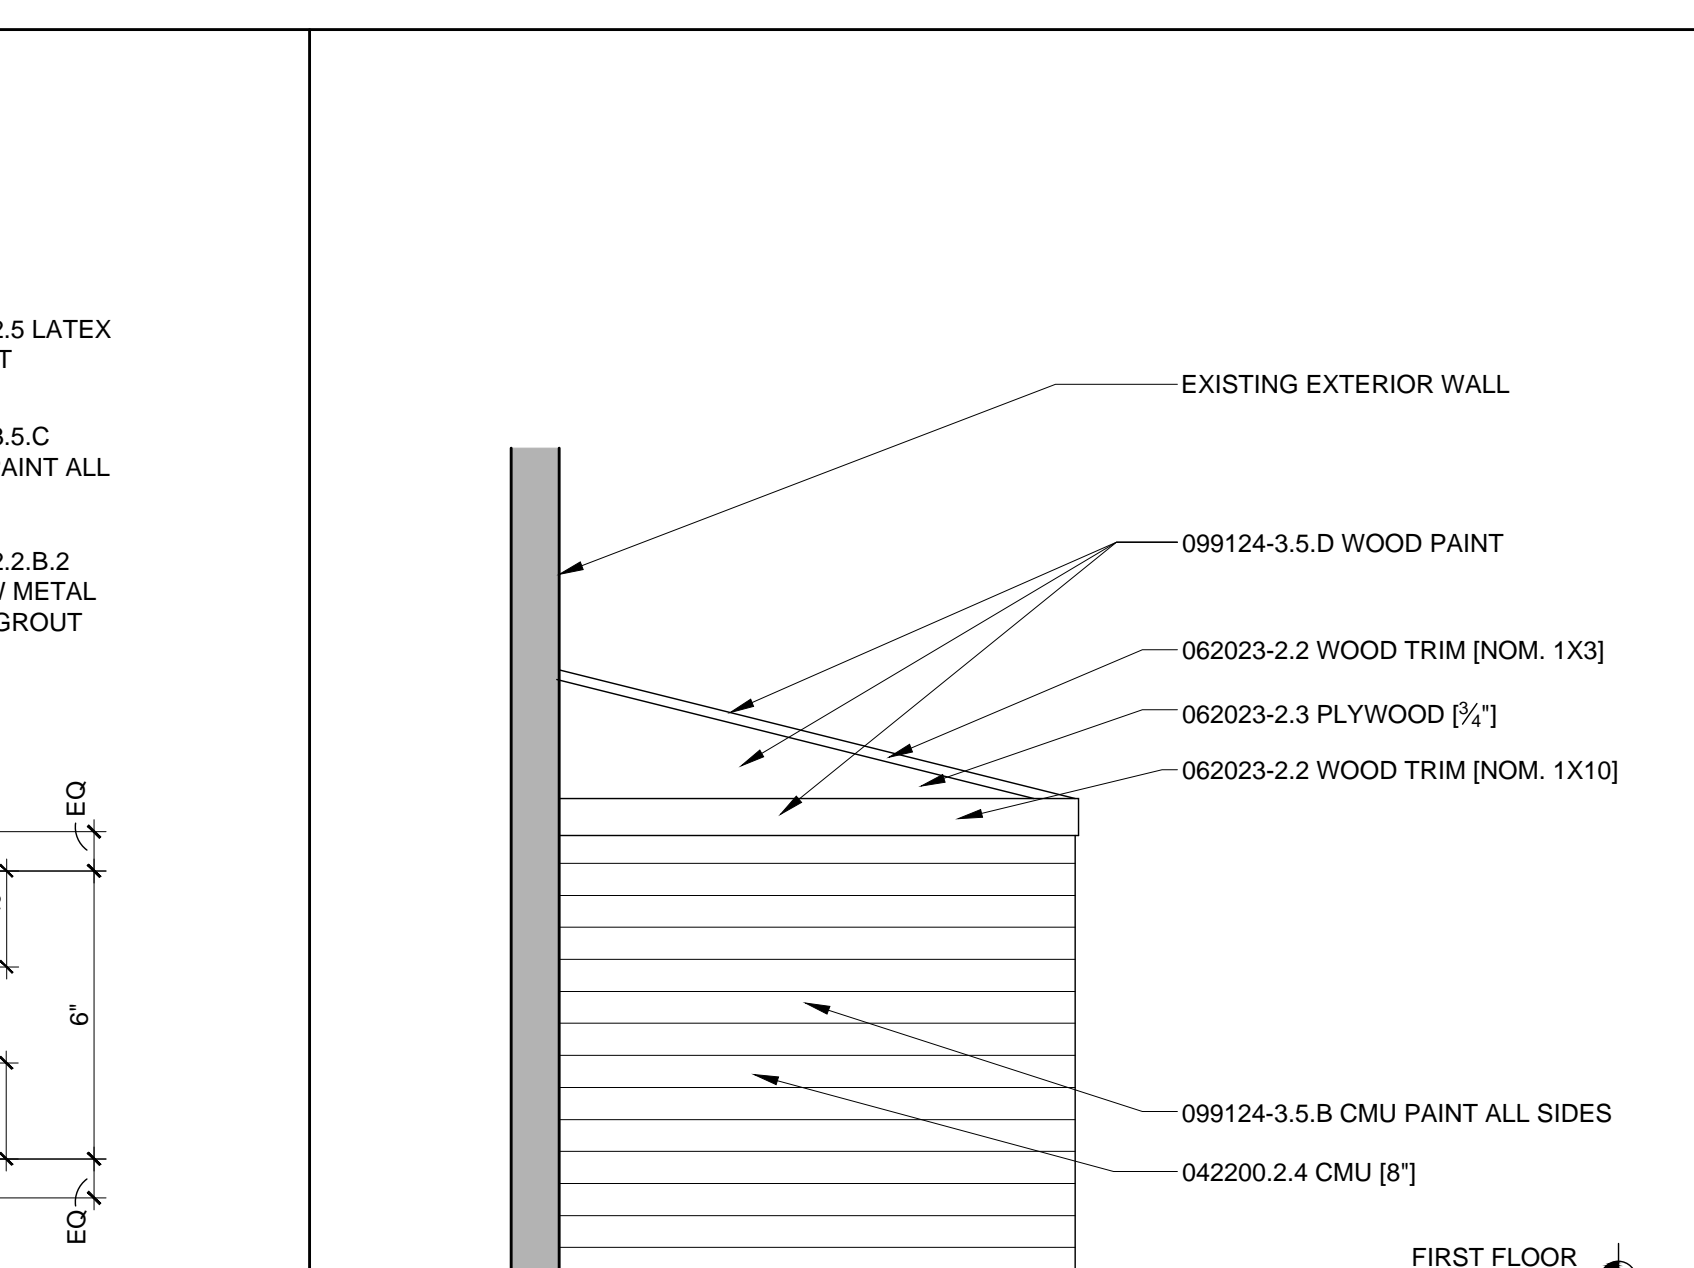 2.5 LATEX
T
3.5.C
PAINT ALL
2.2.B.2
W METAL
GROUT
EQ
6"
EQ
EXISTING EXTERIOR WALL
099124-3.5.D WOOD PAINT
062023-2.2 WOOD TRIM [NOM. 1X3]
062023-2.3 PLYWOOD [¾"]
062023-2.2 WOOD TRIM [NOM. 1X10]
099124-3.5.B CMU PAINT ALL SIDES
042200.2.4 CMU [8"]
FIRST FLOOR